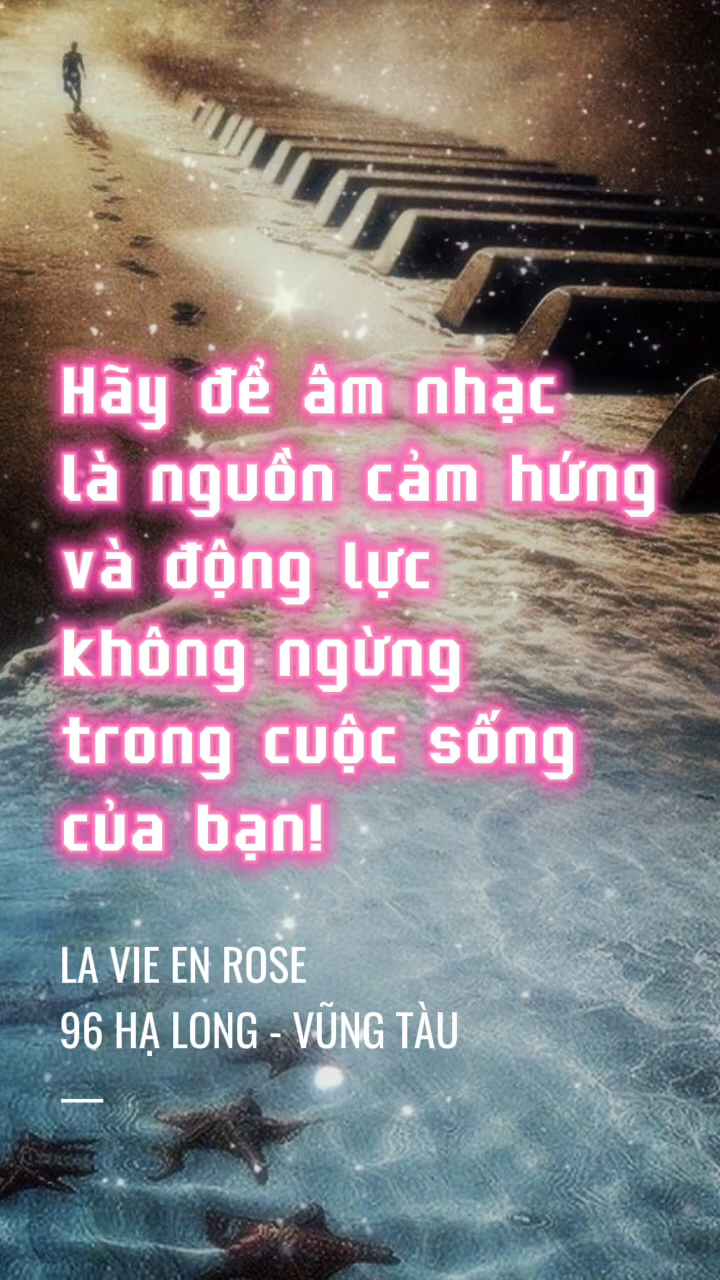 Hãy để âm nhạc
là nguồn cảm hứng
và động lực
không ngừng
trong cuộc sống
của bạn!
LA VIE EN ROSE
96 HẠ LONG - VŨNG TÀU